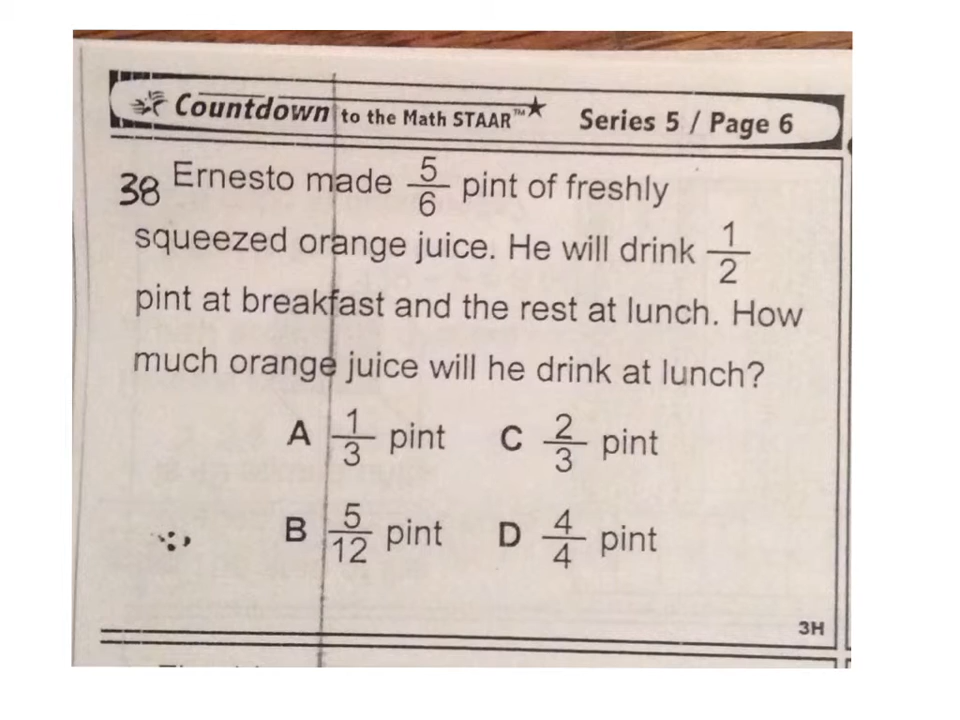 Countdown to the Math STAAR™ Series 5 / Page 6
38 Ernesto made 5/6 pint of freshly
squeezed orange juice. He will drink 1/2
pint at breakfast and the rest at lunch. How
much orange juice will he drink at lunch?
A 1/3 pint C 2/3 pint
B 5/12 pint D 4/4 pint
3H